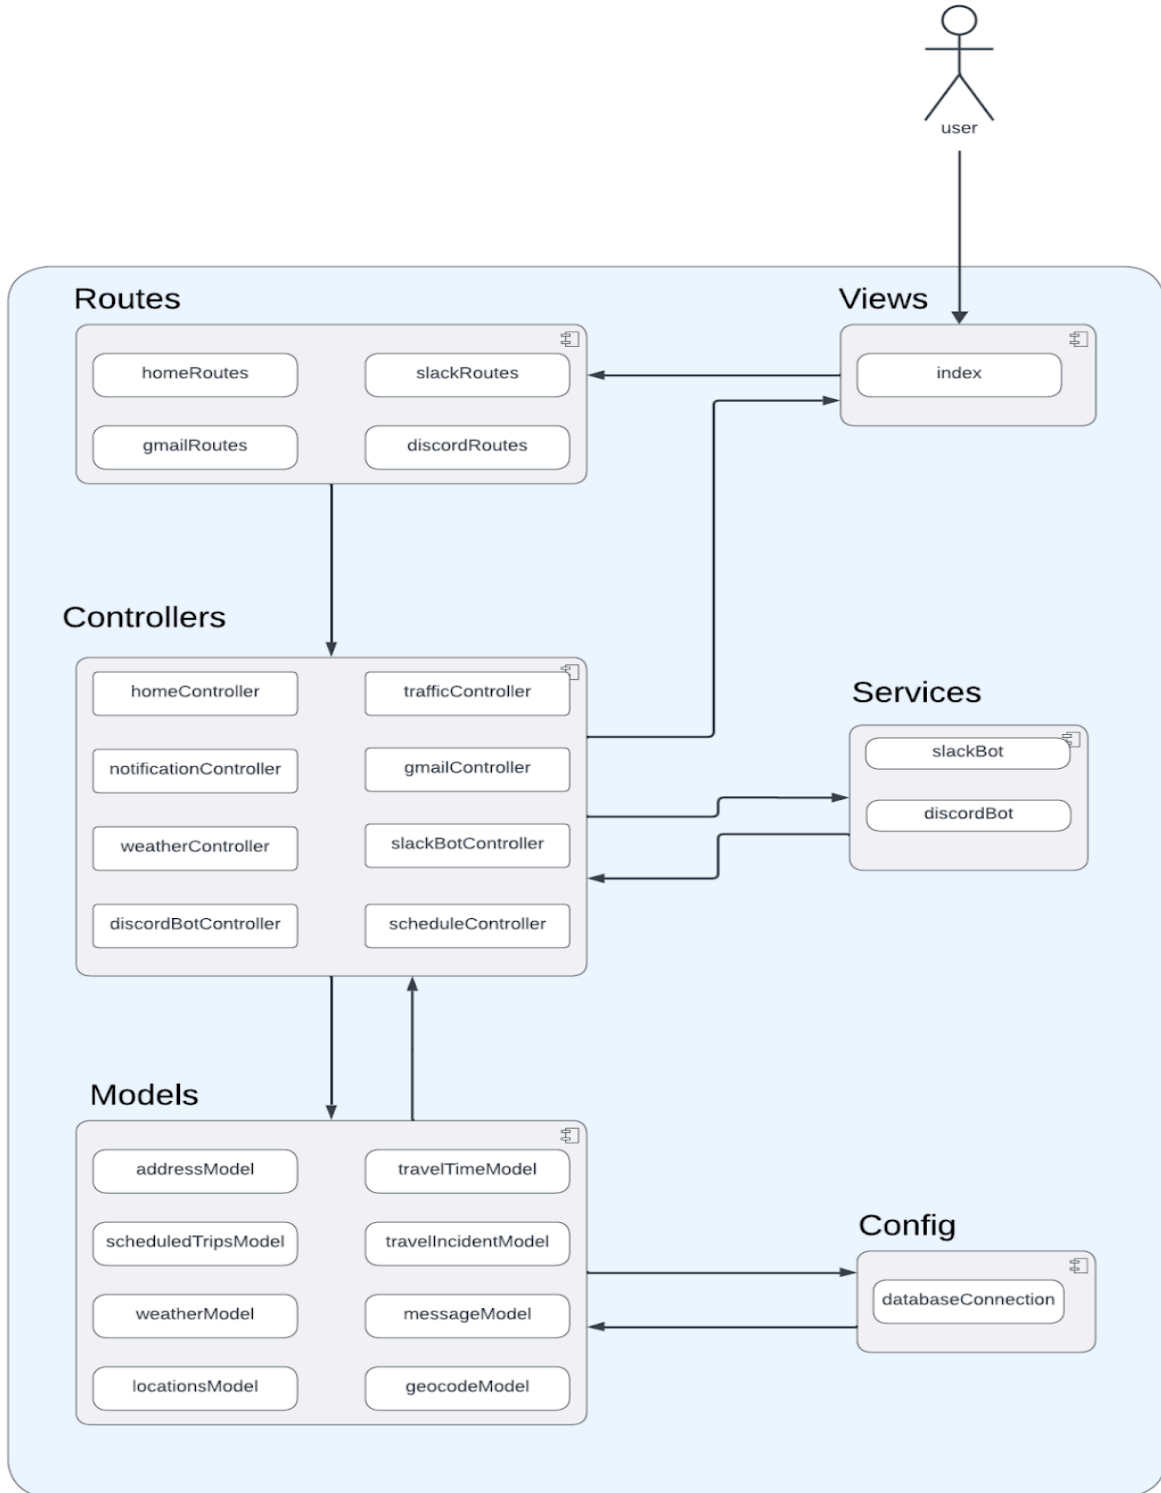 user
Routes
Views
homeRoutes
slackRoutes
index
gmailRoutes
discordRoutes
Controllers
homeController
trafficController
notificationController
gmailController
weatherController
slackBotController
discordBotController
scheduleController
Services
slackBot
discordBot
Models
addressModel
travelTimeModel
scheduledTripsModel
travelIncidentModel
weatherModel
messageModel
locationsModel
geocodeModel
Config
databaseConnection